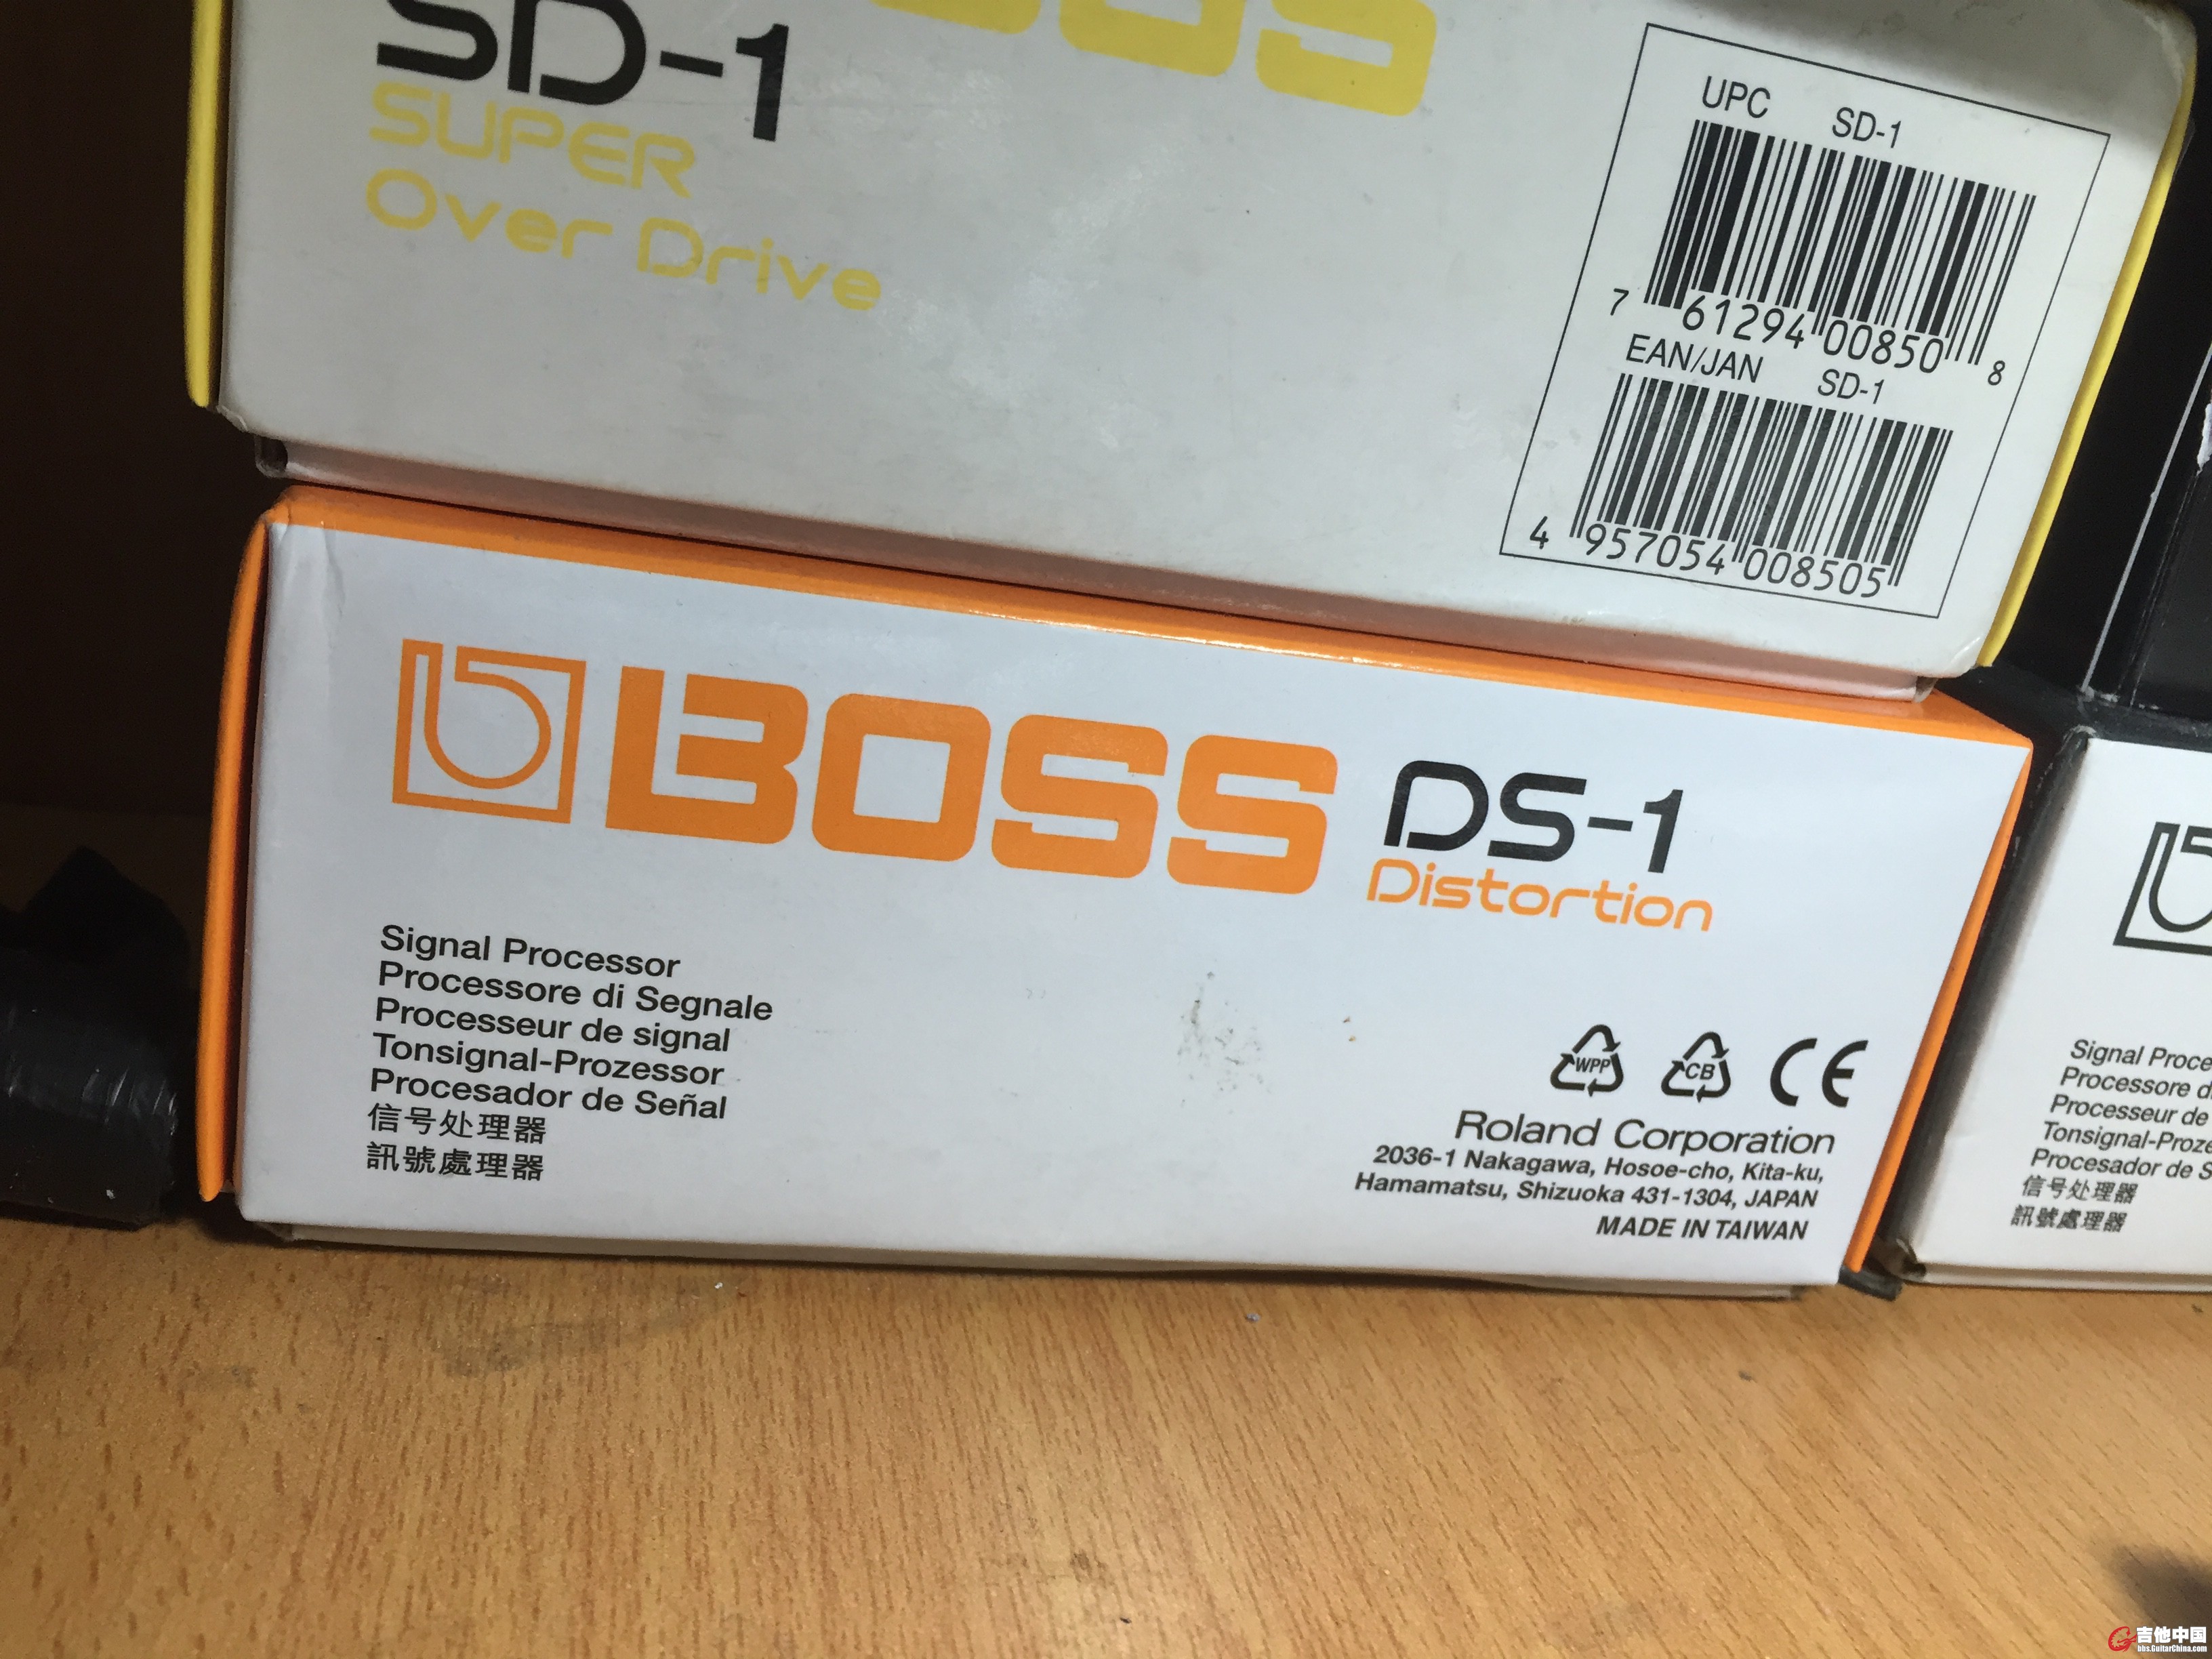 SD-1
SUPER
Over Drive
UPC SD-1
7 61294 00850 8
EAN/JAN SD-1
4 957054 008505
BOSS DS-1
Distortion
Signal Processor
Processore di Segnale
Processeur de signal
Tonsignal-Prozessor
Procesador de Señal
信号处理器
訊號處理器
WPP CB CE
Roland Corporation
2036-1 Nakagawa, Hosoe-cho, Kita-ku,
Hamamatsu, Shizuoka 431-1304, JAPAN
MADE IN TAIWAN
Signal Proce
Processore d
Processeur de
Tonsignal-Proze
Procesador de S
信号处理器
訊號處理器
吉他中国
bbs.GuitarChina.com